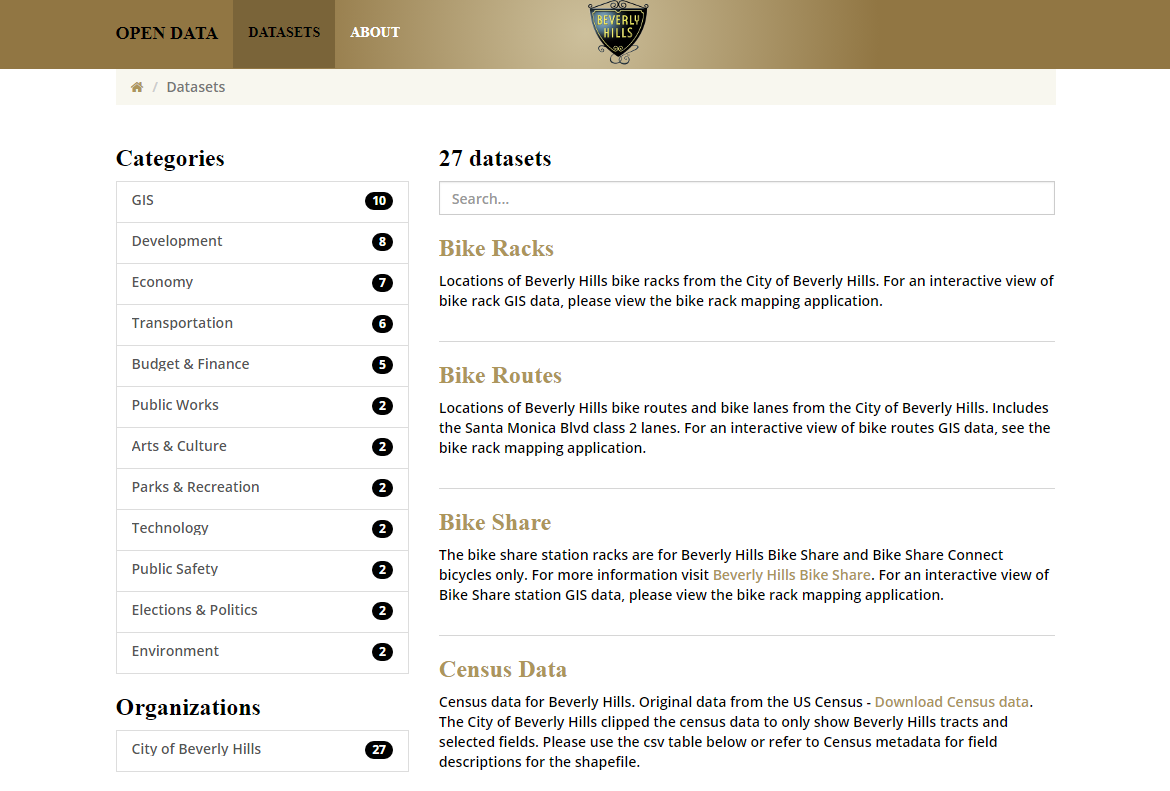 OPEN DATA
DATASETS
ABOUT
BEVERLY
HILLS
/ Datasets
Categories
GIS 10
Development 8
Economy 7
Transportation 6
Budget & Finance 5
Public Works 2
Arts & Culture 2
Parks & Recreation 2
Technology 2
Public Safety 2
Elections & Politics 2
Environment 2
Organizations
City of Beverly Hills 27
27 datasets
Search...
Bike Racks
Locations of Beverly Hills bike racks from the City of Beverly Hills. For an interactive view of
bike rack GIS data, please view the bike rack mapping application.
Bike Routes
Locations of Beverly Hills bike routes and bike lanes from the City of Beverly Hills. Includes
the Santa Monica Blvd class 2 lanes. For an interactive view of bike routes GIS data, see the
bike rack mapping application.
Bike Share
The bike share station racks are for Beverly Hills Bike Share and Bike Share Connect
bicycles only. For more information visit Beverly Hills Bike Share. For an interactive view of
Bike Share station GIS data, please view the bike rack mapping application.
Census Data
Census data for Beverly Hills. Original data from the US Census - Download Census data.
The City of Beverly Hills clipped the census data to only show Beverly Hills tracts and
selected fields. Please use the csv table below or refer to Census metadata for field
descriptions for the shapefile.